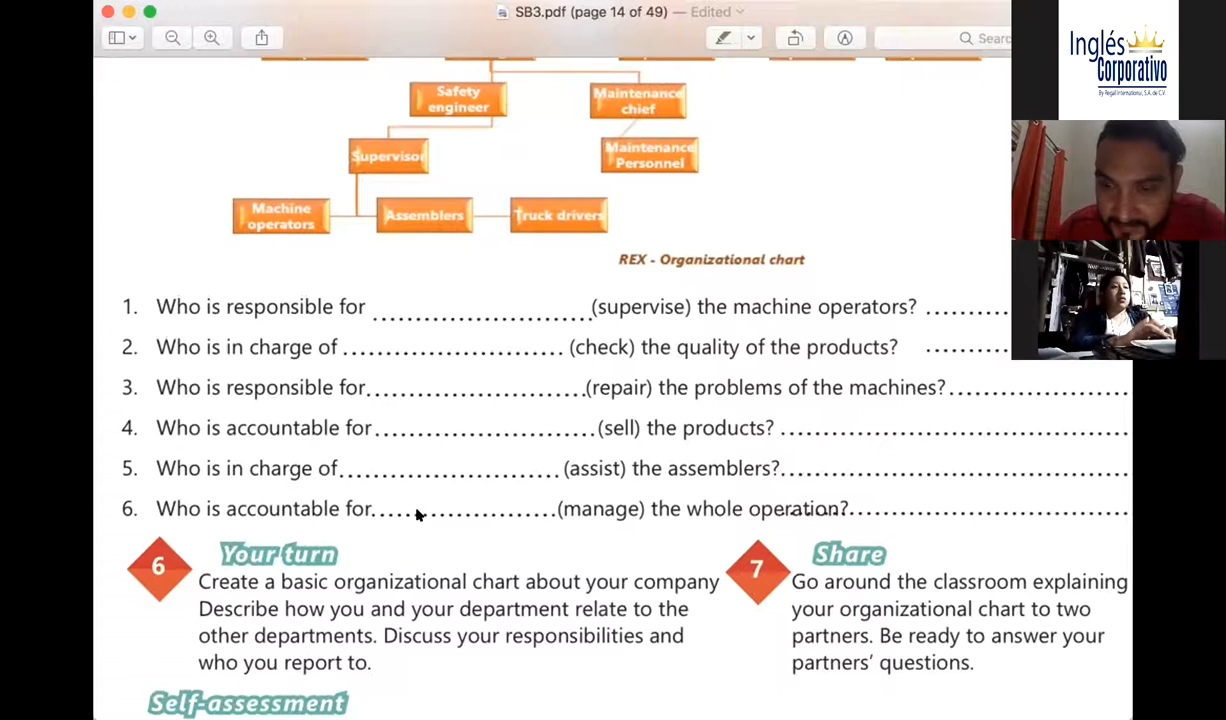 SB3.pdf (page 14 of 49) — Edited
Searc
Inglés
Corporativo
By Regall International, S.A. de C.V.
Safety
engineer
Maintenance
chief
Supervisor
Maintenance
Personnel
Machine
operators
Assemblers
Truck drivers
REX - Organizational chart
1. Who is responsible for ..............................(supervise) the machine operators? ..........
2. Who is in charge of .............................. (check) the quality of the products? ..........
3. Who is responsible for..............................(repair) the problems of the machines?..............................
4. Who is accountable for.............................. (sell) the products? ..................................................
5. Who is in charge of.............................. (assist) the assemblers?..................................................
6. Who is accountable for..............................(manage) the whole operation?........................................
6 Your turn
Create a basic organizational chart about your company
Describe how you and your department relate to the
other departments. Discuss your responsibilities and
who you report to.
7 Share
Go around the classroom explaining
your organizational chart to two
partners. Be ready to answer your
partners' questions.
Self-assessment